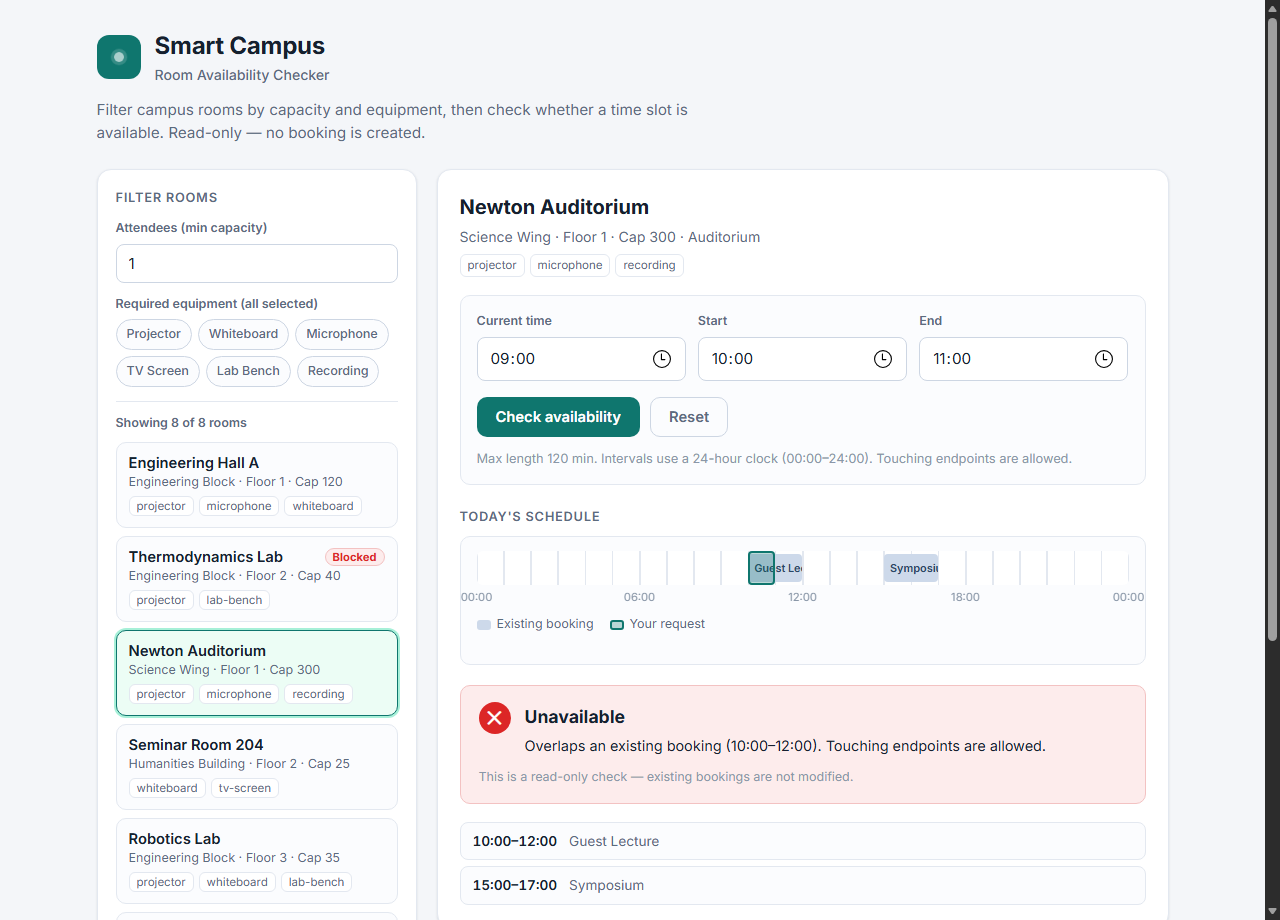 Smart Campus
Room Availability Checker
Filter campus rooms by capacity and equipment, then check whether a time slot is
available. Read-only — no booking is created.
FILTER ROOMS
Attendees (min capacity)
1
Required equipment (all selected)
Projector Whiteboard Microphone
TV Screen Lab Bench Recording
Showing 8 of 8 rooms
Engineering Hall A
Engineering Block · Floor 1 · Cap 120
projector microphone whiteboard
Thermodynamics Lab Blocked
Engineering Block · Floor 2 · Cap 40
projector lab-bench
Newton Auditorium
Science Wing · Floor 1 · Cap 300
projector microphone recording
Seminar Room 204
Humanities Building · Floor 2 · Cap 25
whiteboard tv-screen
Robotics Lab
Engineering Block · Floor 3 · Cap 35
projector whiteboard lab-bench
Newton Auditorium
Science Wing · Floor 1 · Cap 300 · Auditorium
projector microphone recording
Current time Start End
09:00 10:00 11:00
Check availability Reset
Max length 120 min. Intervals use a 24-hour clock (00:00–24:00). Touching endpoints are allowed.
TODAY'S SCHEDULE
Guest Lec Symposiu
00:00 06:00 12:00 18:00 00:00
Existing booking Your request
Unavailable
Overlaps an existing booking (10:00–12:00). Touching endpoints are allowed.
This is a read-only check — existing bookings are not modified.
10:00–12:00 Guest Lecture
15:00–17:00 Symposium